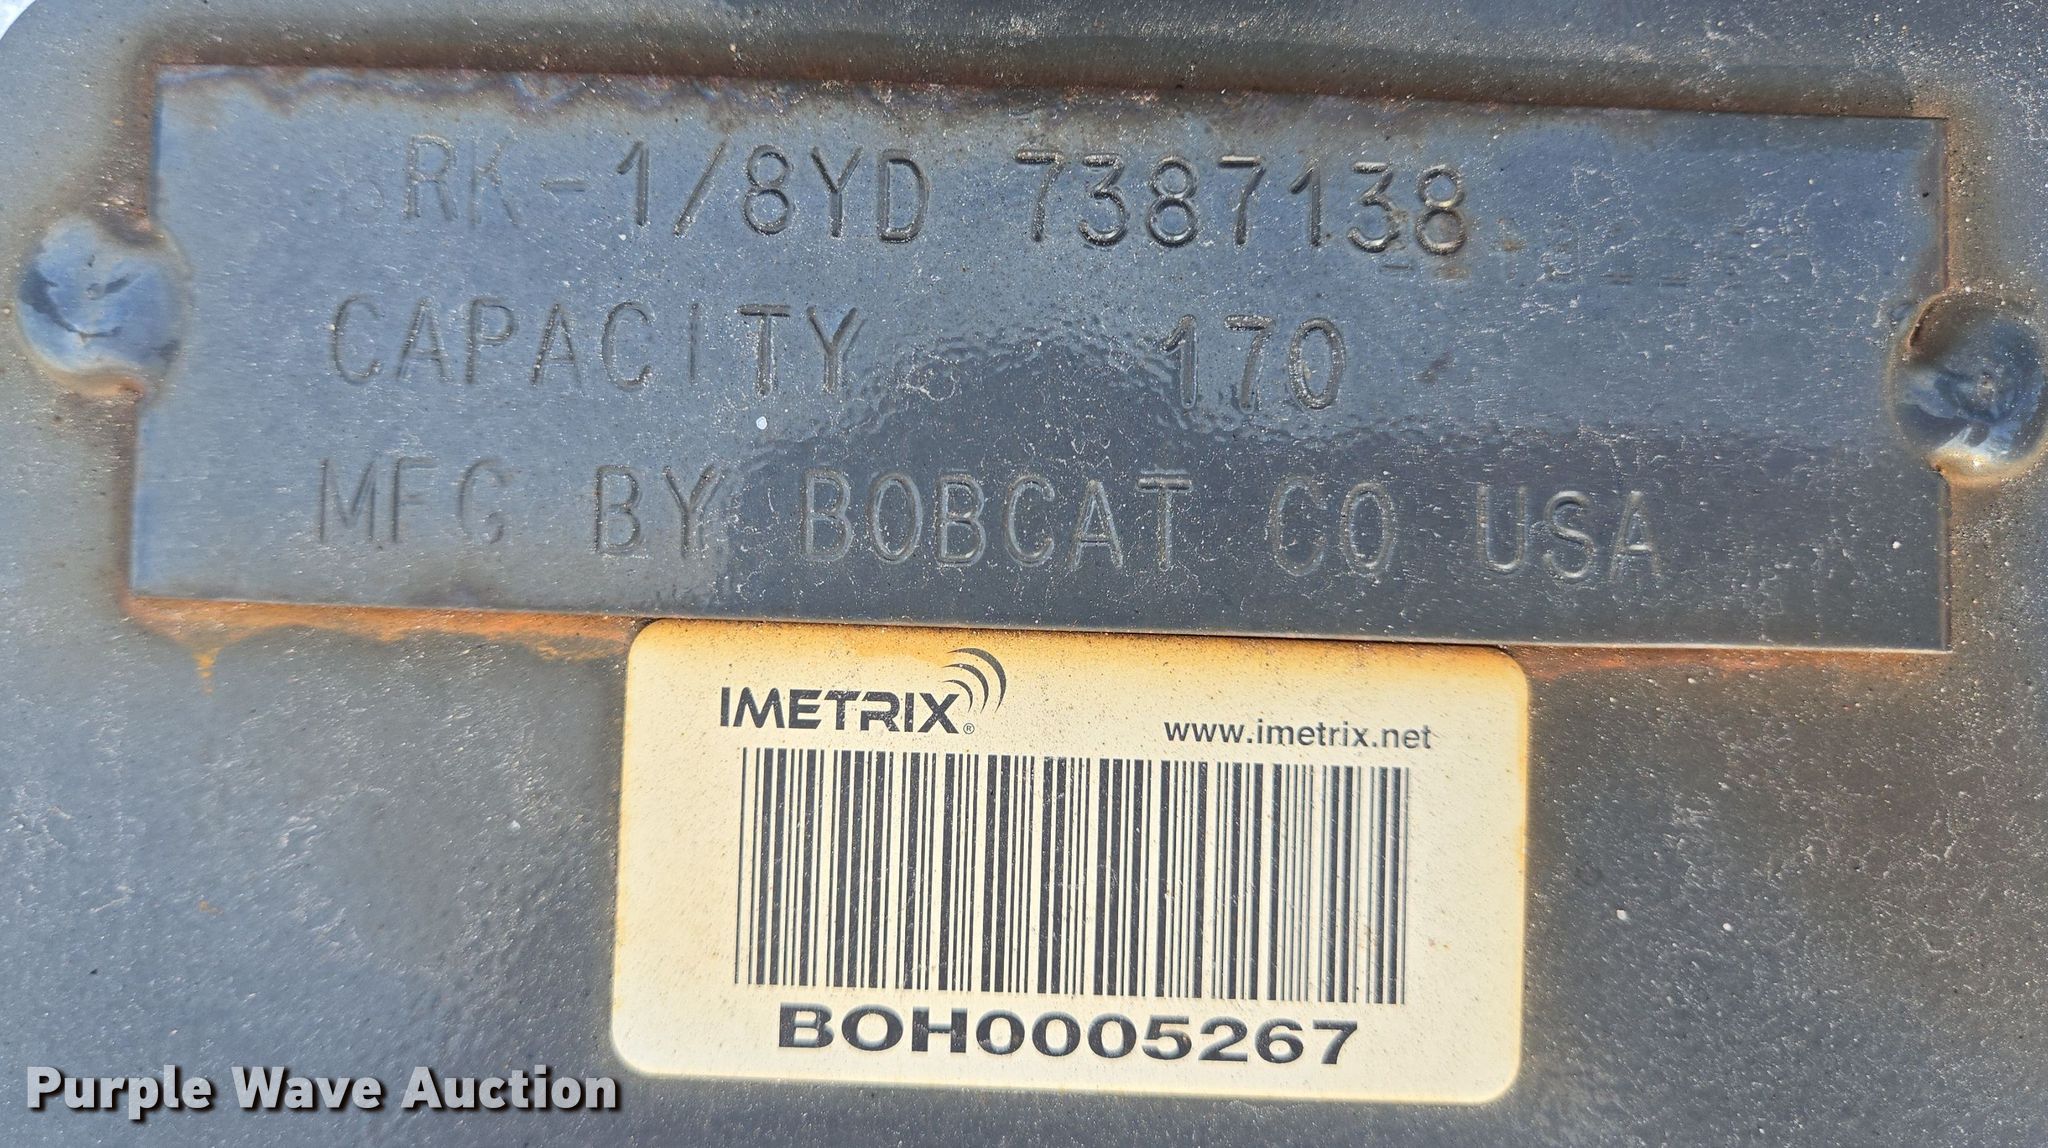 RK-1/8YD 7387138
CAPACITY 170
MFG BY BOBCAT CO USA
IMETRIX®
www.imetrix.net
BOH0005267
Purple Wave Auction